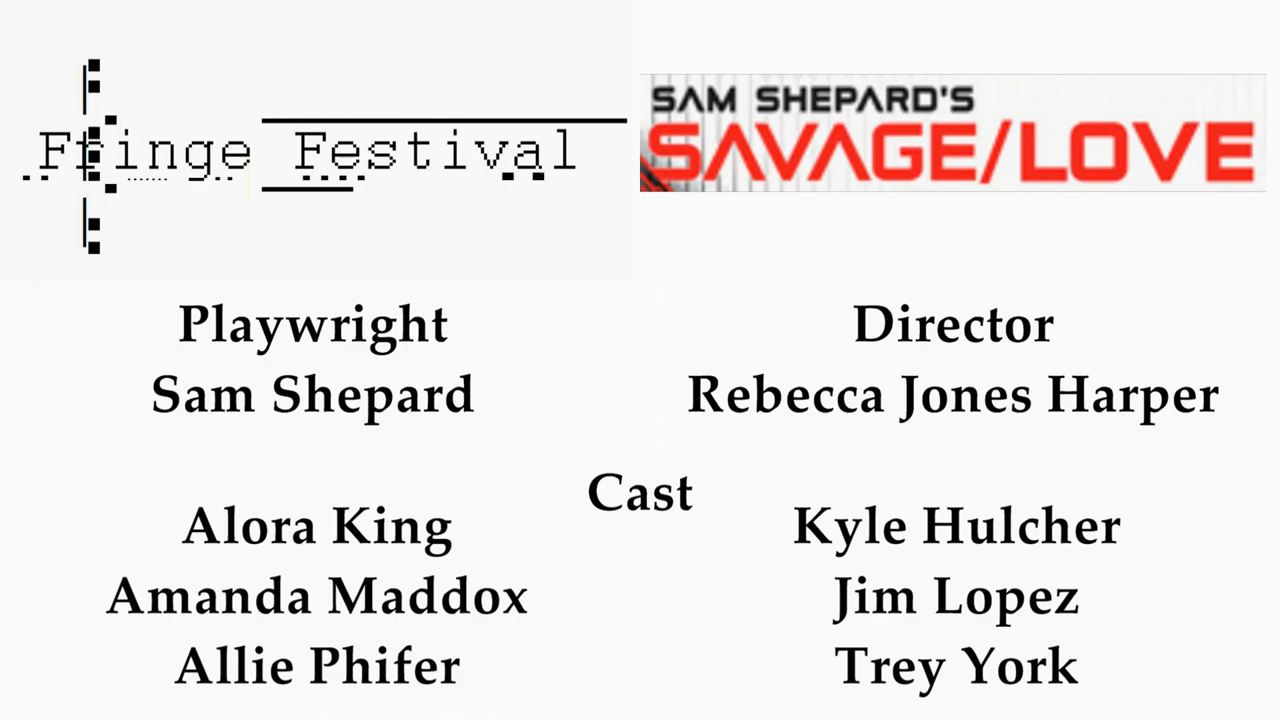 Fringe Festival
SAM SHEPARD'S
SAVAGE/LOVE
Playwright
Sam Shepard
Director
Rebecca Jones Harper
Cast
Alora King
Amanda Maddox
Allie Phifer
Kyle Hulcher
Jim Lopez
Trey York